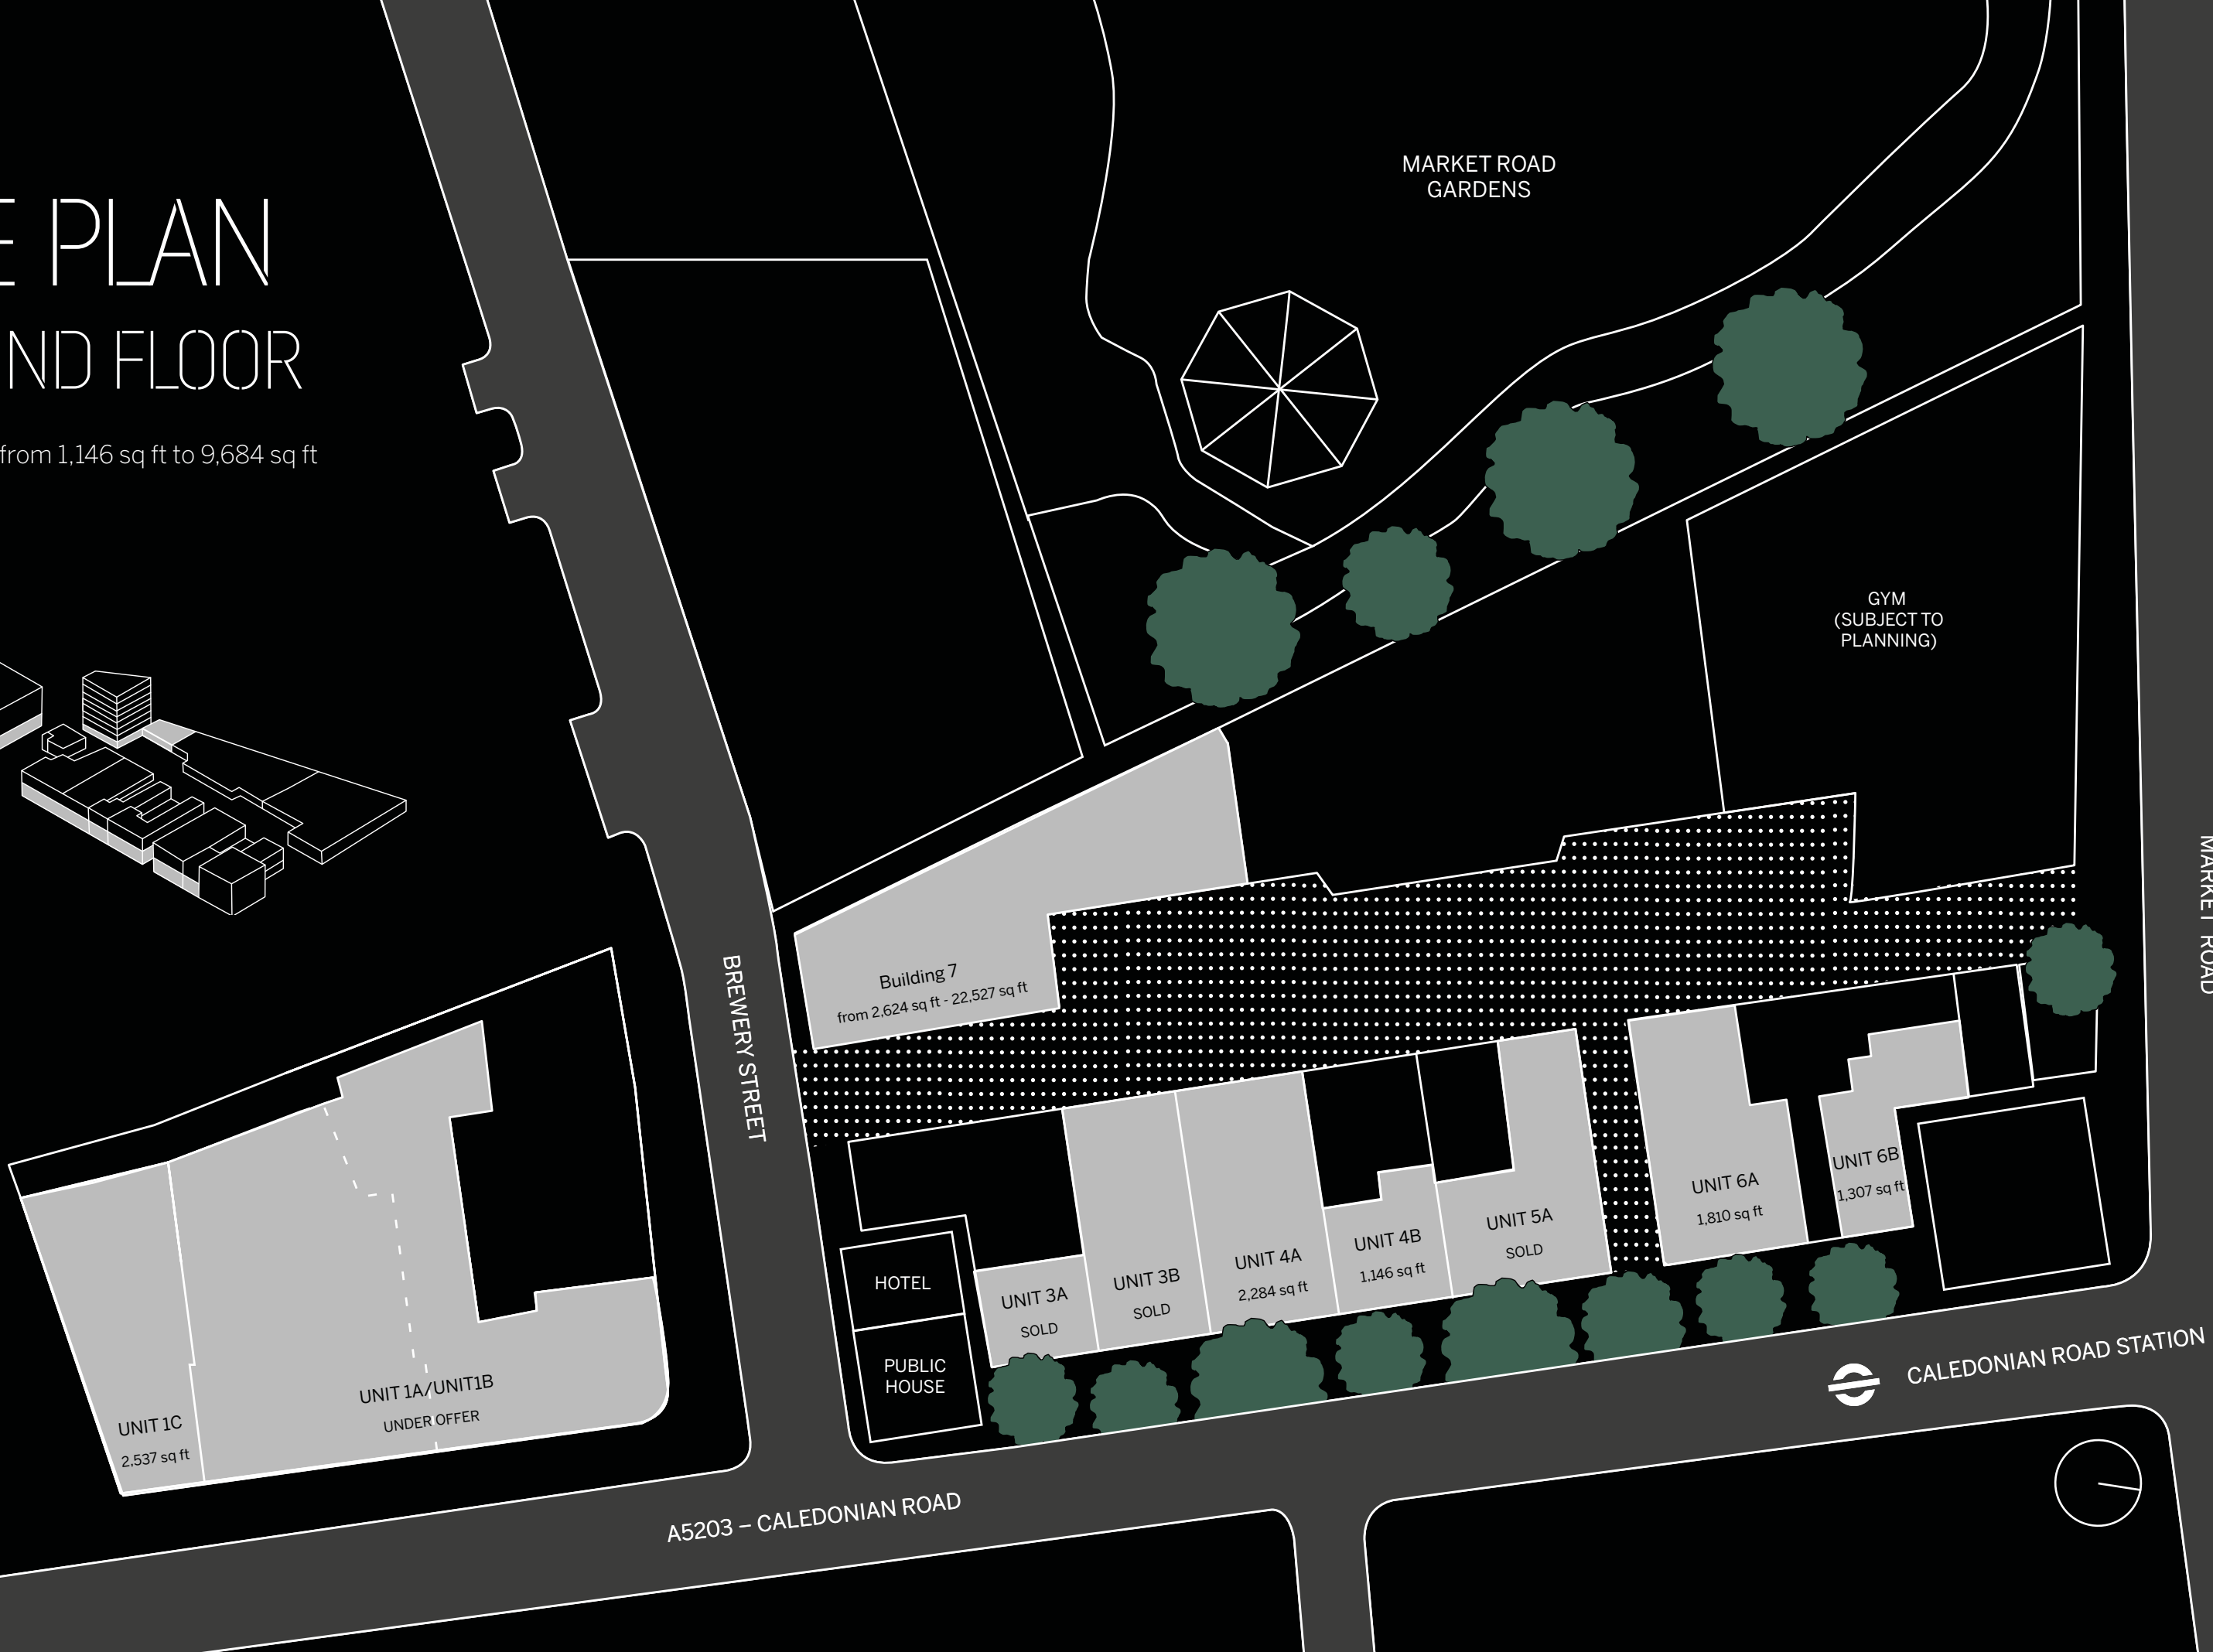 E PLAN
ND FLOOR
from 1,146 sq ft to 9,684 sq ft
MARKET ROAD
GARDENS
GYM
(SUBJECT TO
PLANNING)
MARKET ROAD
BREWERY STREET
Building 7
from 2,624 sq ft - 22,527 sq ft
UNIT 6B
1,307 sq ft
UNIT 6A
1,810 sq ft
UNIT 5A
SOLD
UNIT 4B
1,146 sq ft
UNIT 4A
2,284 sq ft
UNIT 3B
SOLD
UNIT 3A
SOLD
HOTEL
PUBLIC
HOUSE
UNIT 1A/UNIT1B
UNDER OFFER
UNIT 1C
2,537 sq ft
CALEDONIAN ROAD STATION
A5203 – CALEDONIAN ROAD